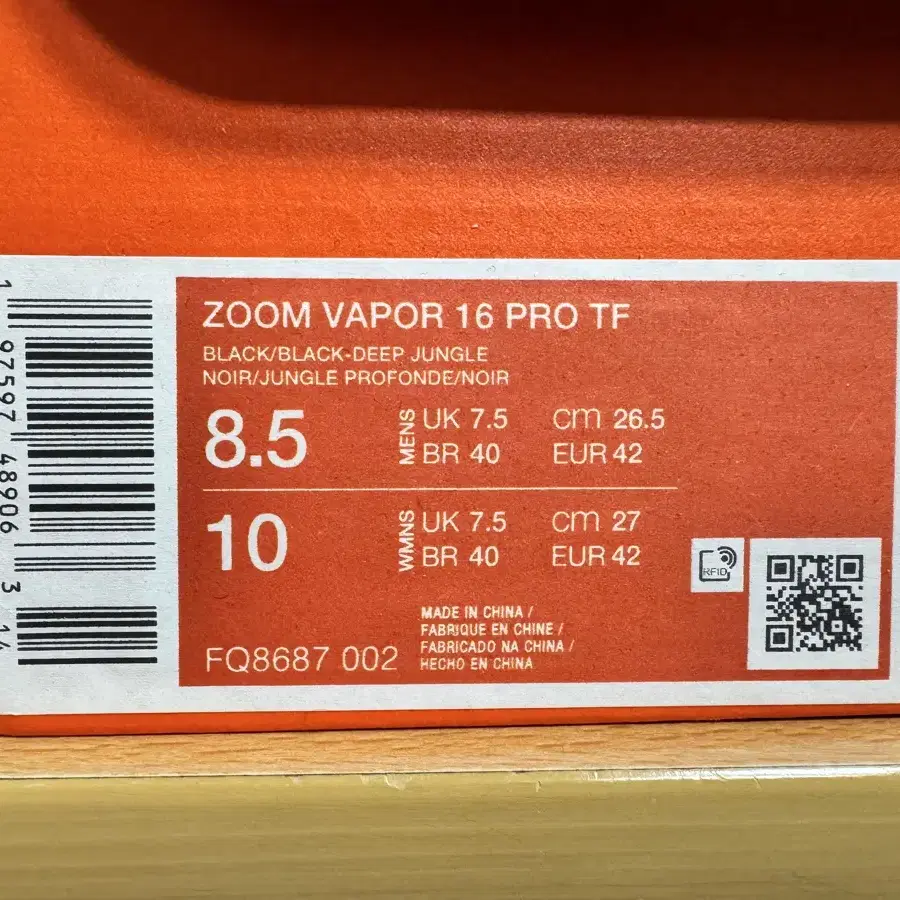 ZOOM VAPOR 16 PRO TF
BLACK/BLACK-DEEP JUNGLE
NOIR/JUNGLE PROFONDE/NOIR
8.5
MENS
UK 7.5 cm 26.5
BR 40 EUR 42
10
WMNS
UK 7.5 cm 27
BR 40 EUR 42
MADE IN CHINA /
FABRIQUE EN CHINE /
FABRICADO NA CHINA /
HECHO EN CHINA
FQ8687 002
RFID
1 97597 48906 3 14